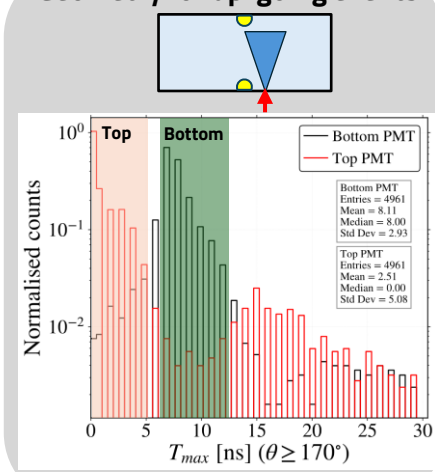 Top
Bottom
Bottom PMT
Top PMT
Bottom PMT
Entries = 4961
Mean = 8.11
Median = 8.00
Std Dev = 2.93
Top PMT
Entries = 4961
Mean = 2.51
Median = 0.00
Std Dev = 5.08
Normalised counts
10⁰
10⁻¹
10⁻²
0 5 10 15 20 25 30
T_max [ns] (θ ≥ 170°)